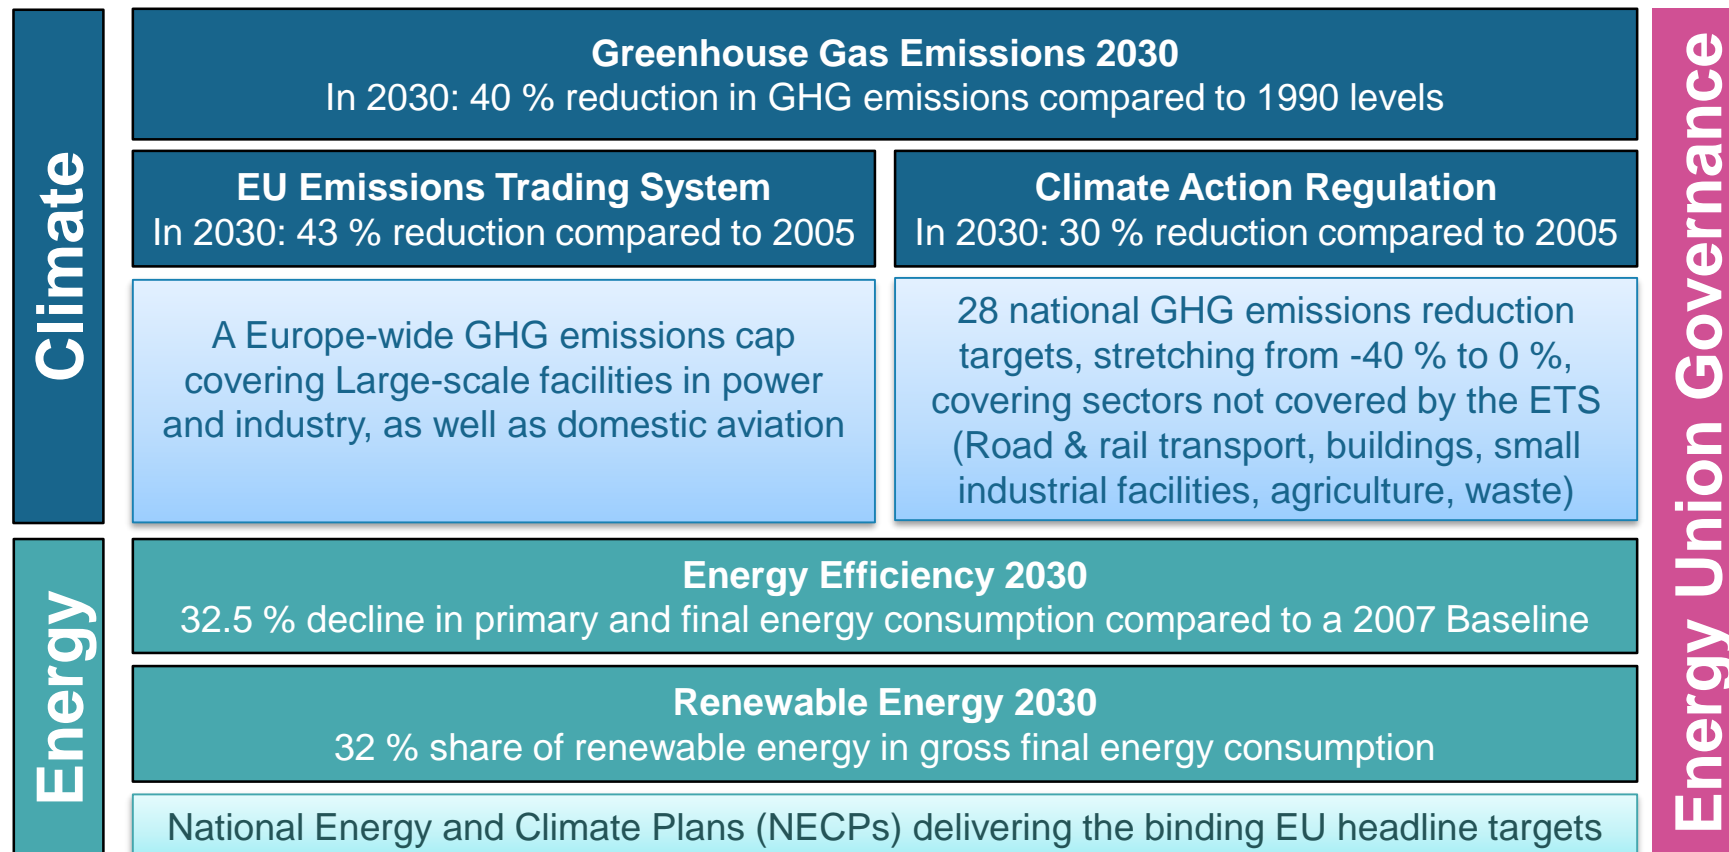 Climate
Greenhouse Gas Emissions 2030
In 2030: 40 % reduction in GHG emissions compared to 1990 levels
EU Emissions Trading System
In 2030: 43 % reduction compared to 2005
A Europe-wide GHG emissions cap
covering Large-scale facilities in power
and industry, as well as domestic aviation
Climate Action Regulation
In 2030: 30 % reduction compared to 2005
28 national GHG emissions reduction
targets, stretching from -40 % to 0 %,
covering sectors not covered by the ETS
(Road & rail transport, buildings, small
industrial facilities, agriculture, waste)
Energy
Energy Efficiency 2030
32.5 % decline in primary and final energy consumption compared to a 2007 Baseline
Renewable Energy 2030
32 % share of renewable energy in gross final energy consumption
National Energy and Climate Plans (NECPs) delivering the binding EU headline targets
Energy Union Governance